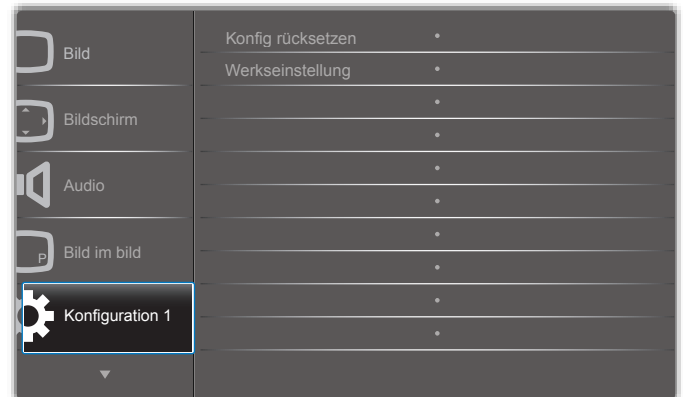 Bild
Bildschirm
Audio
P
Bild im bild
Konfiguration 1
Konfig rücksetzen
Werkseinstellung